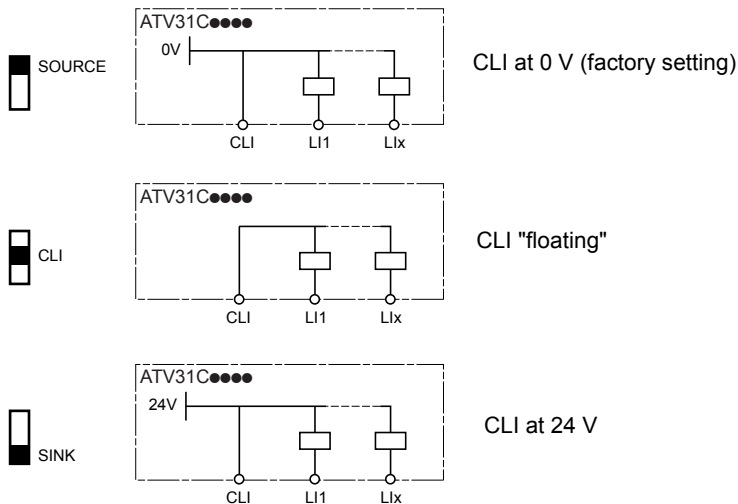 ATV31C●●●●
0V
SOURCE
CLI at 0 V (factory setting)
CLI LI1 LIx
ATV31C●●●●
CLI
CLI "floating"
CLI LI1 LIx
ATV31C●●●●
24V
CLI at 24 V
SINK
CLI LI1 LIx